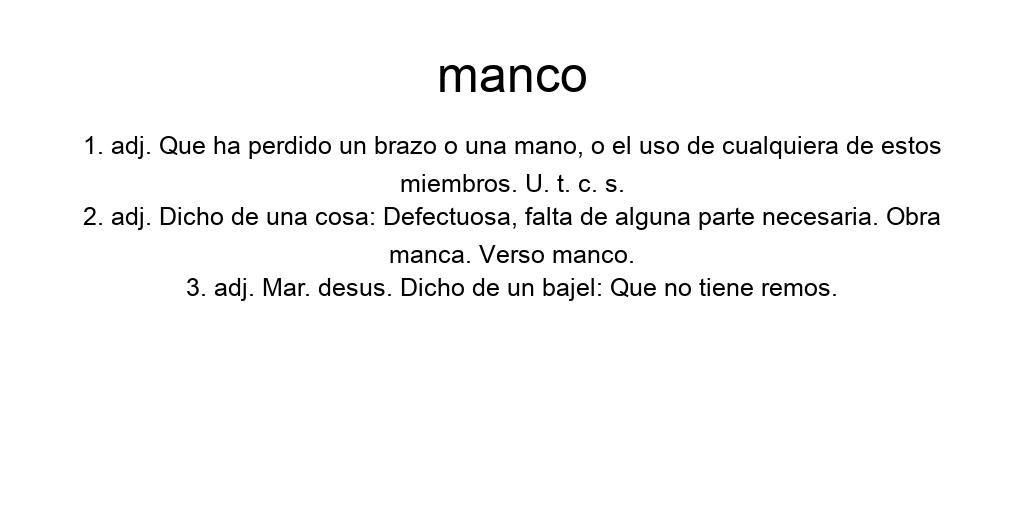 manco
1. adj. Que ha perdido un brazo o una mano, o el uso de cualquiera de estos
miembros. U. t. c. s.
2. adj. Dicho de una cosa: Defectuosa, falta de alguna parte necesaria. Obra
manca. Verso manco.
3. adj. Mar. desus. Dicho de un bajel: Que no tiene remos.